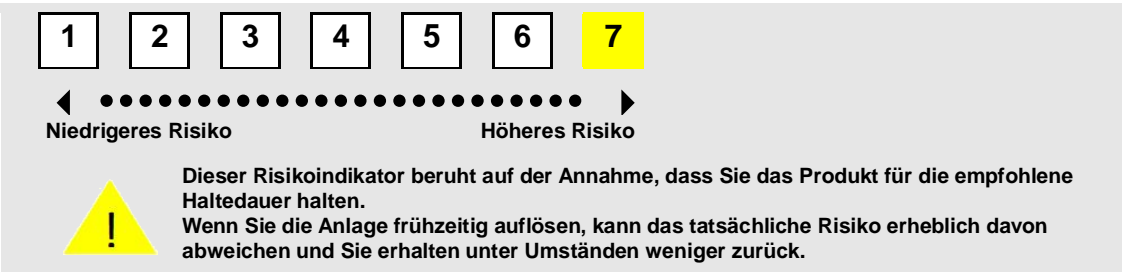 1 2 3 4 5 6 7
Niedrigeres Risiko Höheres Risiko
Dieser Risikoindikator beruht auf der Annahme, dass Sie das Produkt für die empfohlene
Haltedauer halten.
! Wenn Sie die Anlage frühzeitig auflösen, kann das tatsächliche Risiko erheblich davon
abweichen und Sie erhalten unter Umständen weniger zurück.